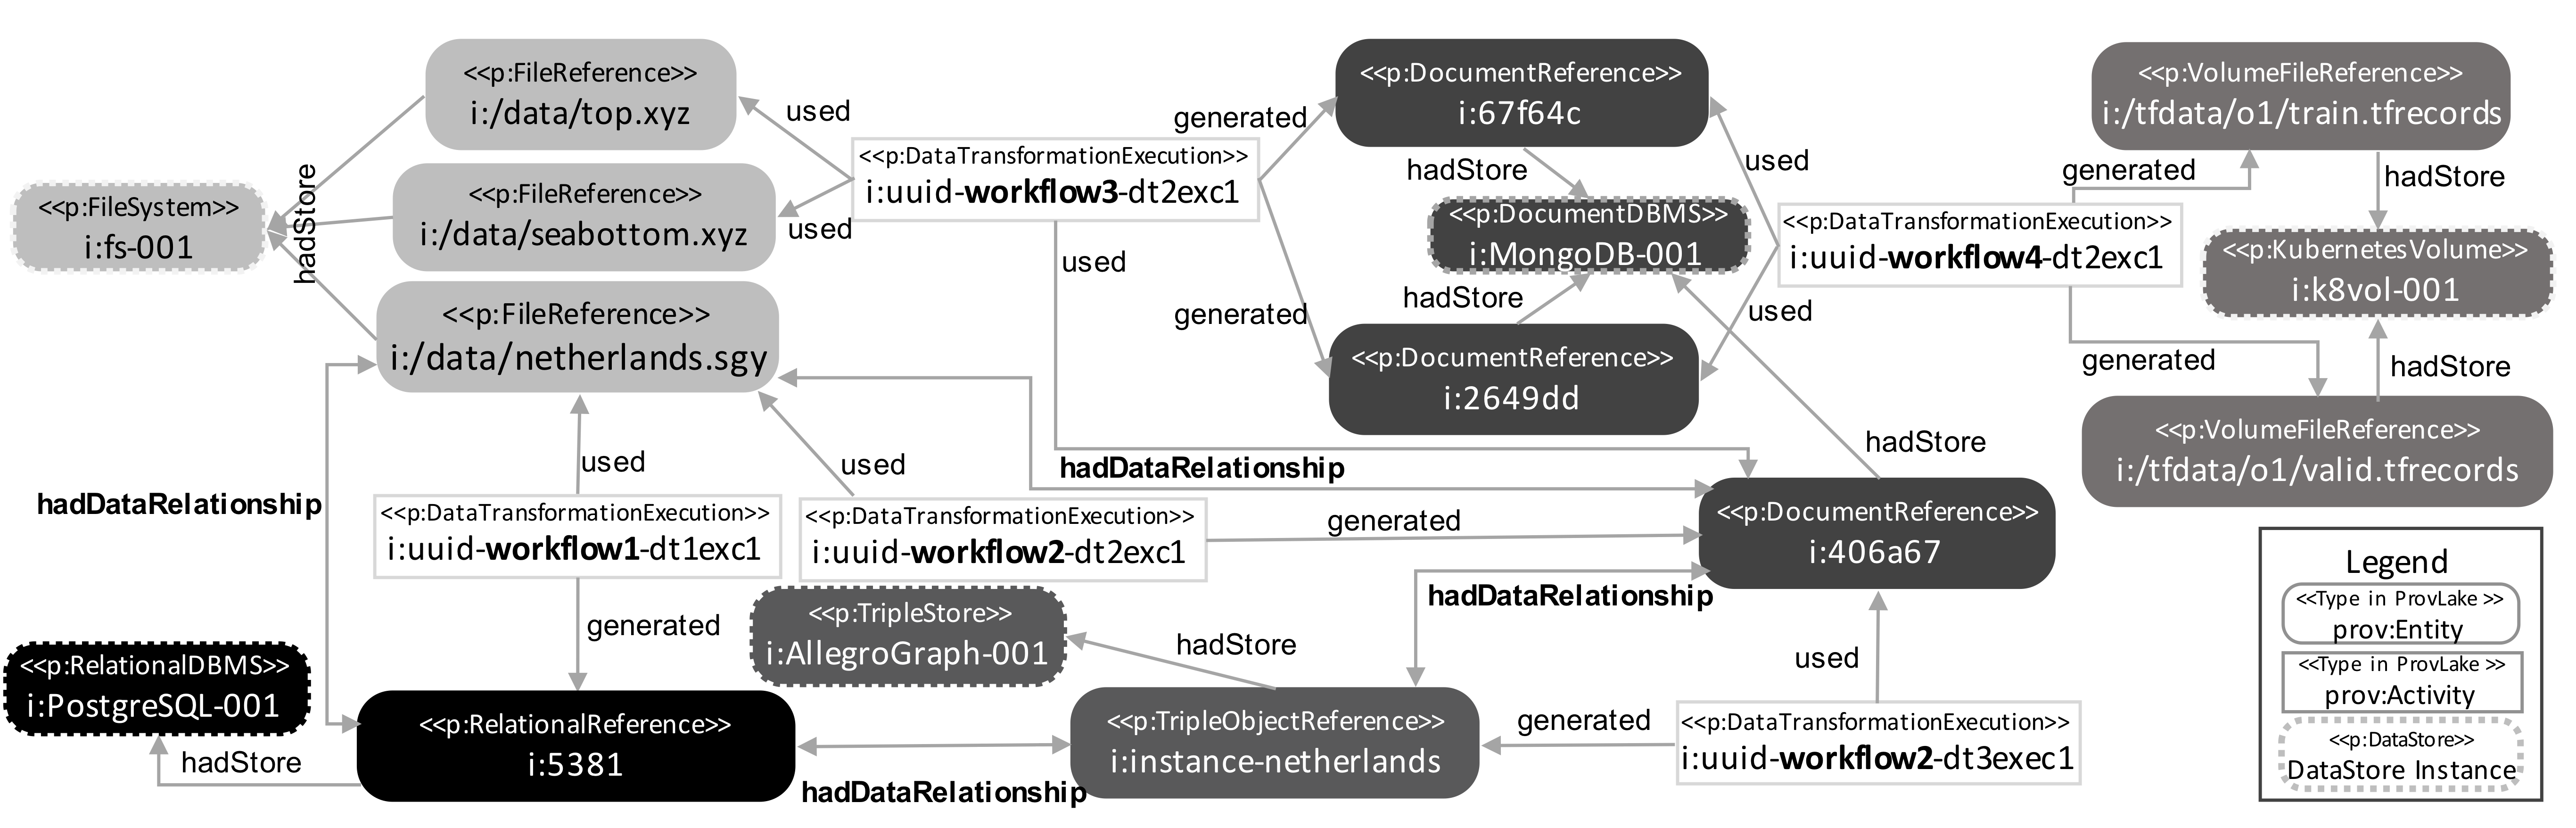 <<p:FileReference>>
i:/data/top.xyz
used
generated
<<p:DocumentReference>>
i:67f64c
<<p:VolumeFileReference>>
i:/tfdata/o1/train.tfrecords
<<p:DataTransformationExecution>>
i:uuid-workflow3-dt2exc1
hadStore
used
generated
hadStore
<<p:FileSystem>>
i:fs-001
hadStore
<<p:FileReference>>
i:/data/seabottom.xyz
used
used
<<p:DocumentDBMS>>
i:MongoDB-001
<<p:DataTransformationExecution>>
i:uuid-workflow4-dt2exc1
<<p:KubernetesVolume>>
i:k8vol-001
<<p:FileReference>>
i:/data/netherlands.sgy
generated
hadStore
used
generated
hadStore
<<p:DocumentReference>>
i:2649dd
<<p:VolumeFileReference>>
i:/tfdata/o1/valid.tfrecords
used
used
hadDataRelationship
hadStore
hadDataRelationship
<<p:DataTransformationExecution>>
i:uuid-workflow1-dt1exc1
<<p:DataTransformationExecution>>
i:uuid-workflow2-dt2exc1
generated
<<p:DocumentReference>>
i:406a67
generated
<<p:TripleStore>>
i:AllegroGraph-001
hadStore
hadDataRelationship
used
<<p:RelationalDBMS>>
i:PostgreSQL-001
hadStore
<<p:RelationalReference>>
i:5381
hadDataRelationship
<<p:TripleObjectReference>>
i:instance-netherlands
generated
<<p:DataTransformationExecution>>
i:uuid-workflow2-dt3exec1
Legend
<<Type in ProvLake >>
prov:Entity
<<Type in ProvLake >>
prov:Activity
<<p:DataStore>>
DataStore Instance